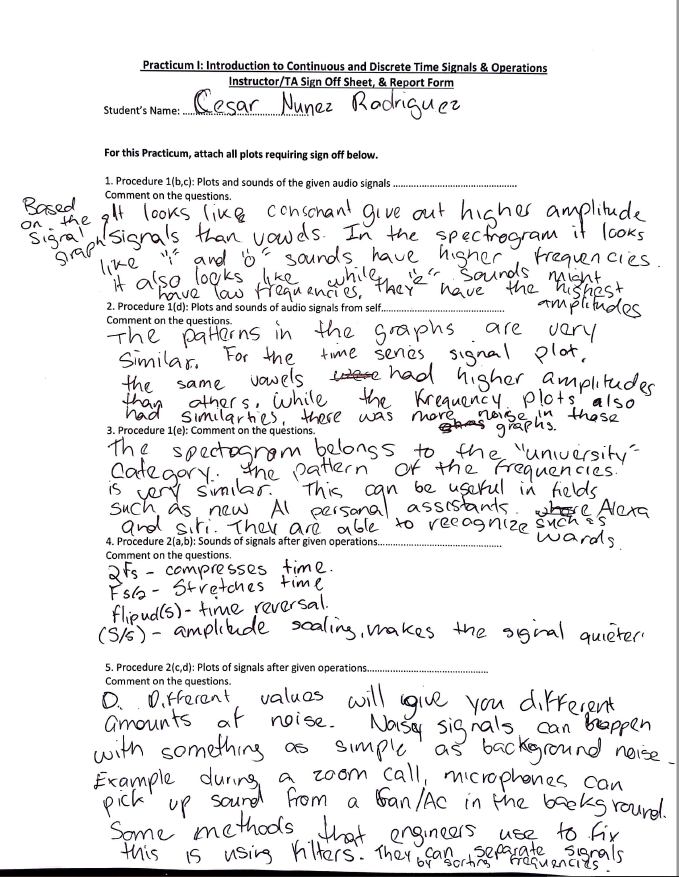 Practicum I: Introduction to Continuous and Discrete Time Signals & Operations
Instructor/TA Sign Off Sheet, & Report Form
Student's Name: Cesar Nunez Rodriguez
For this Practicum, attach all plots requiring sign off below.
1. Procedure 1(b,c): Plots and sounds of the given audio signals
Comment on the questions.
Based on the signal graph
It looks like consonant give out higher amplitude
signals than vowels. In the spectrogram it looks
like "i" and "o" sounds have higher frequencies.
it also looks like while "e" sounds might
have low frequencies, they have the highest
amplitudes
2. Procedure 1(d): Plots and sounds of audio signals from self
Comment on the questions.
The patterns in the graphs are very
similar. For the time series signal plot,
the same vowels had higher amplitudes
than others, while the frequency plots also
had similarties, there was more noise in those
graphs.
3. Procedure 1(e): Comment on the questions.
The spectogram belongs to the "university"
Category. the pattern of the frequencies.
is very similar. This can be useful in fields
such as new AI personal assistants. Alexa
and siri. They are able to recognize such as
words.
4. Procedure 2(a,b): Sounds of signals after given operations
Comment on the questions.
2Fs - compresses time.
Fs/2 - Stretches time
flipud(s) - time reversal.
(S/5) - amplitude scaling, makes the signal quieter.
5. Procedure 2(c,d): Plots of signals after given operations
Comment on the questions.
D. Different values will give you different
amounts of noise. Noisy signals can happen
with something as simple as background noise.
Example during a zoom call, microphones can
pick up sound from a fan/Ac in the background.
Some methods that engineers use to fix
this is using filters. They can separate signals
by sorting frequencies.